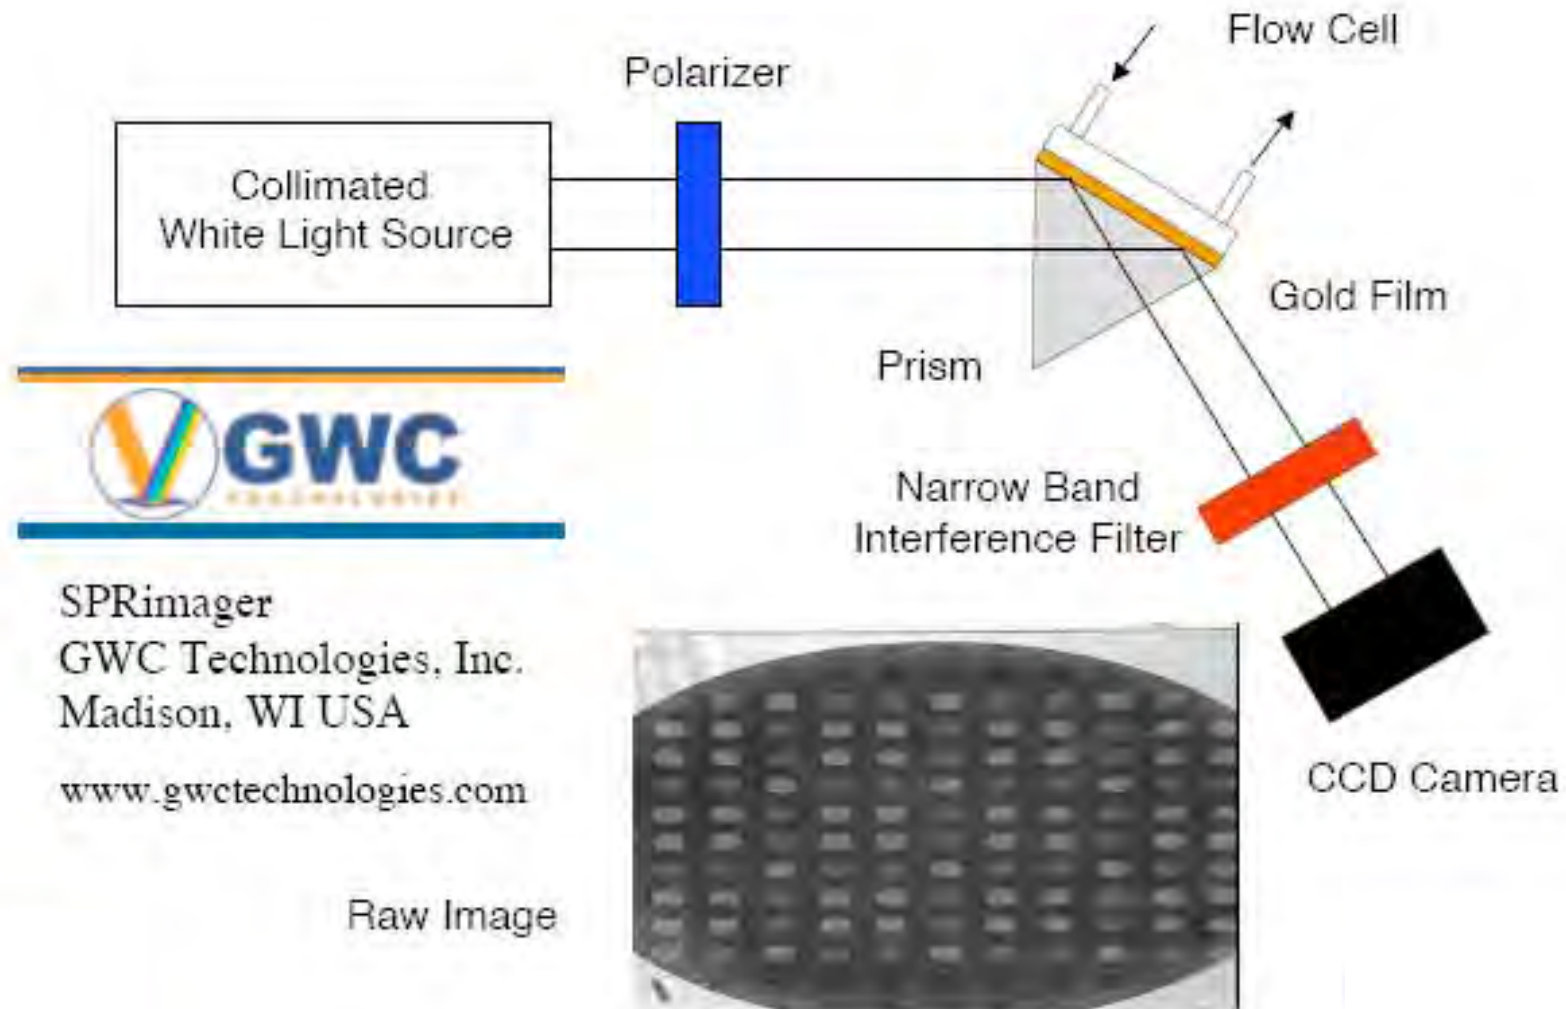 Flow Cell
Polarizer
Collimated
White Light Source
Gold Film
Prism
GWC
TECHNOLOGIES
Narrow Band
Interference Filter
SPRimager
GWC Technologies, Inc.
Madison, WI USA
www.gwctechnologies.com
CCD Camera
Raw Image